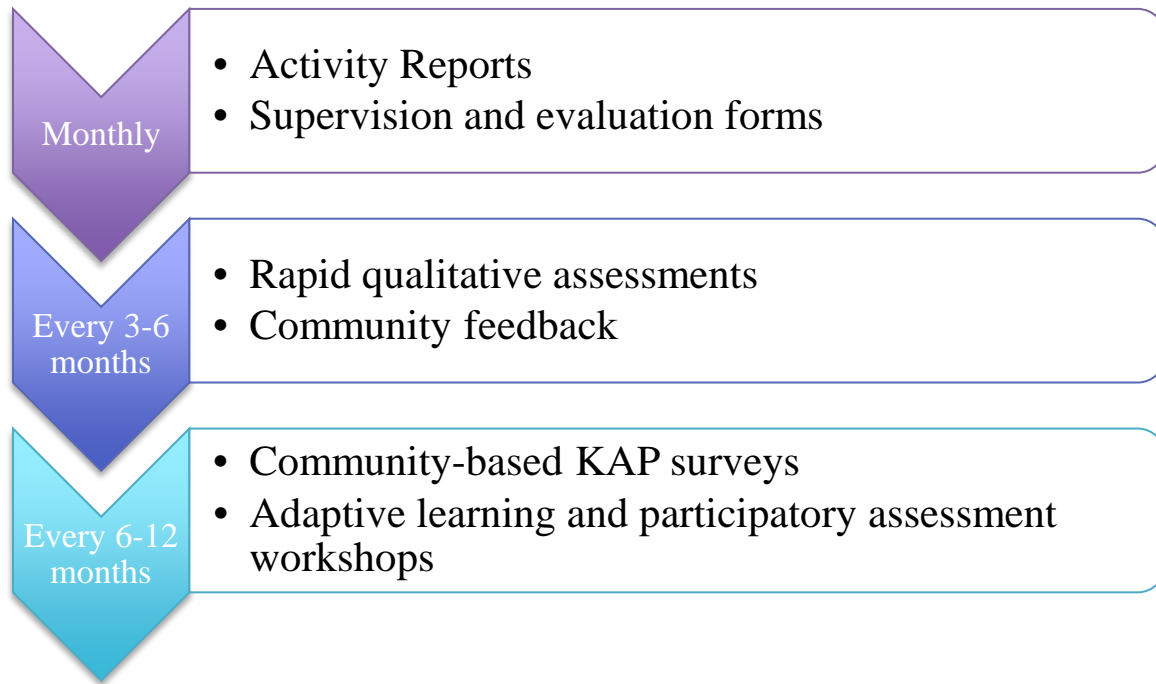 Monthly
• Activity Reports
• Supervision and evaluation forms
Every 3-6
months
• Rapid qualitative assessments
• Community feedback
Every 6-12
months
• Community-based KAP surveys
• Adaptive learning and participatory assessment
workshops